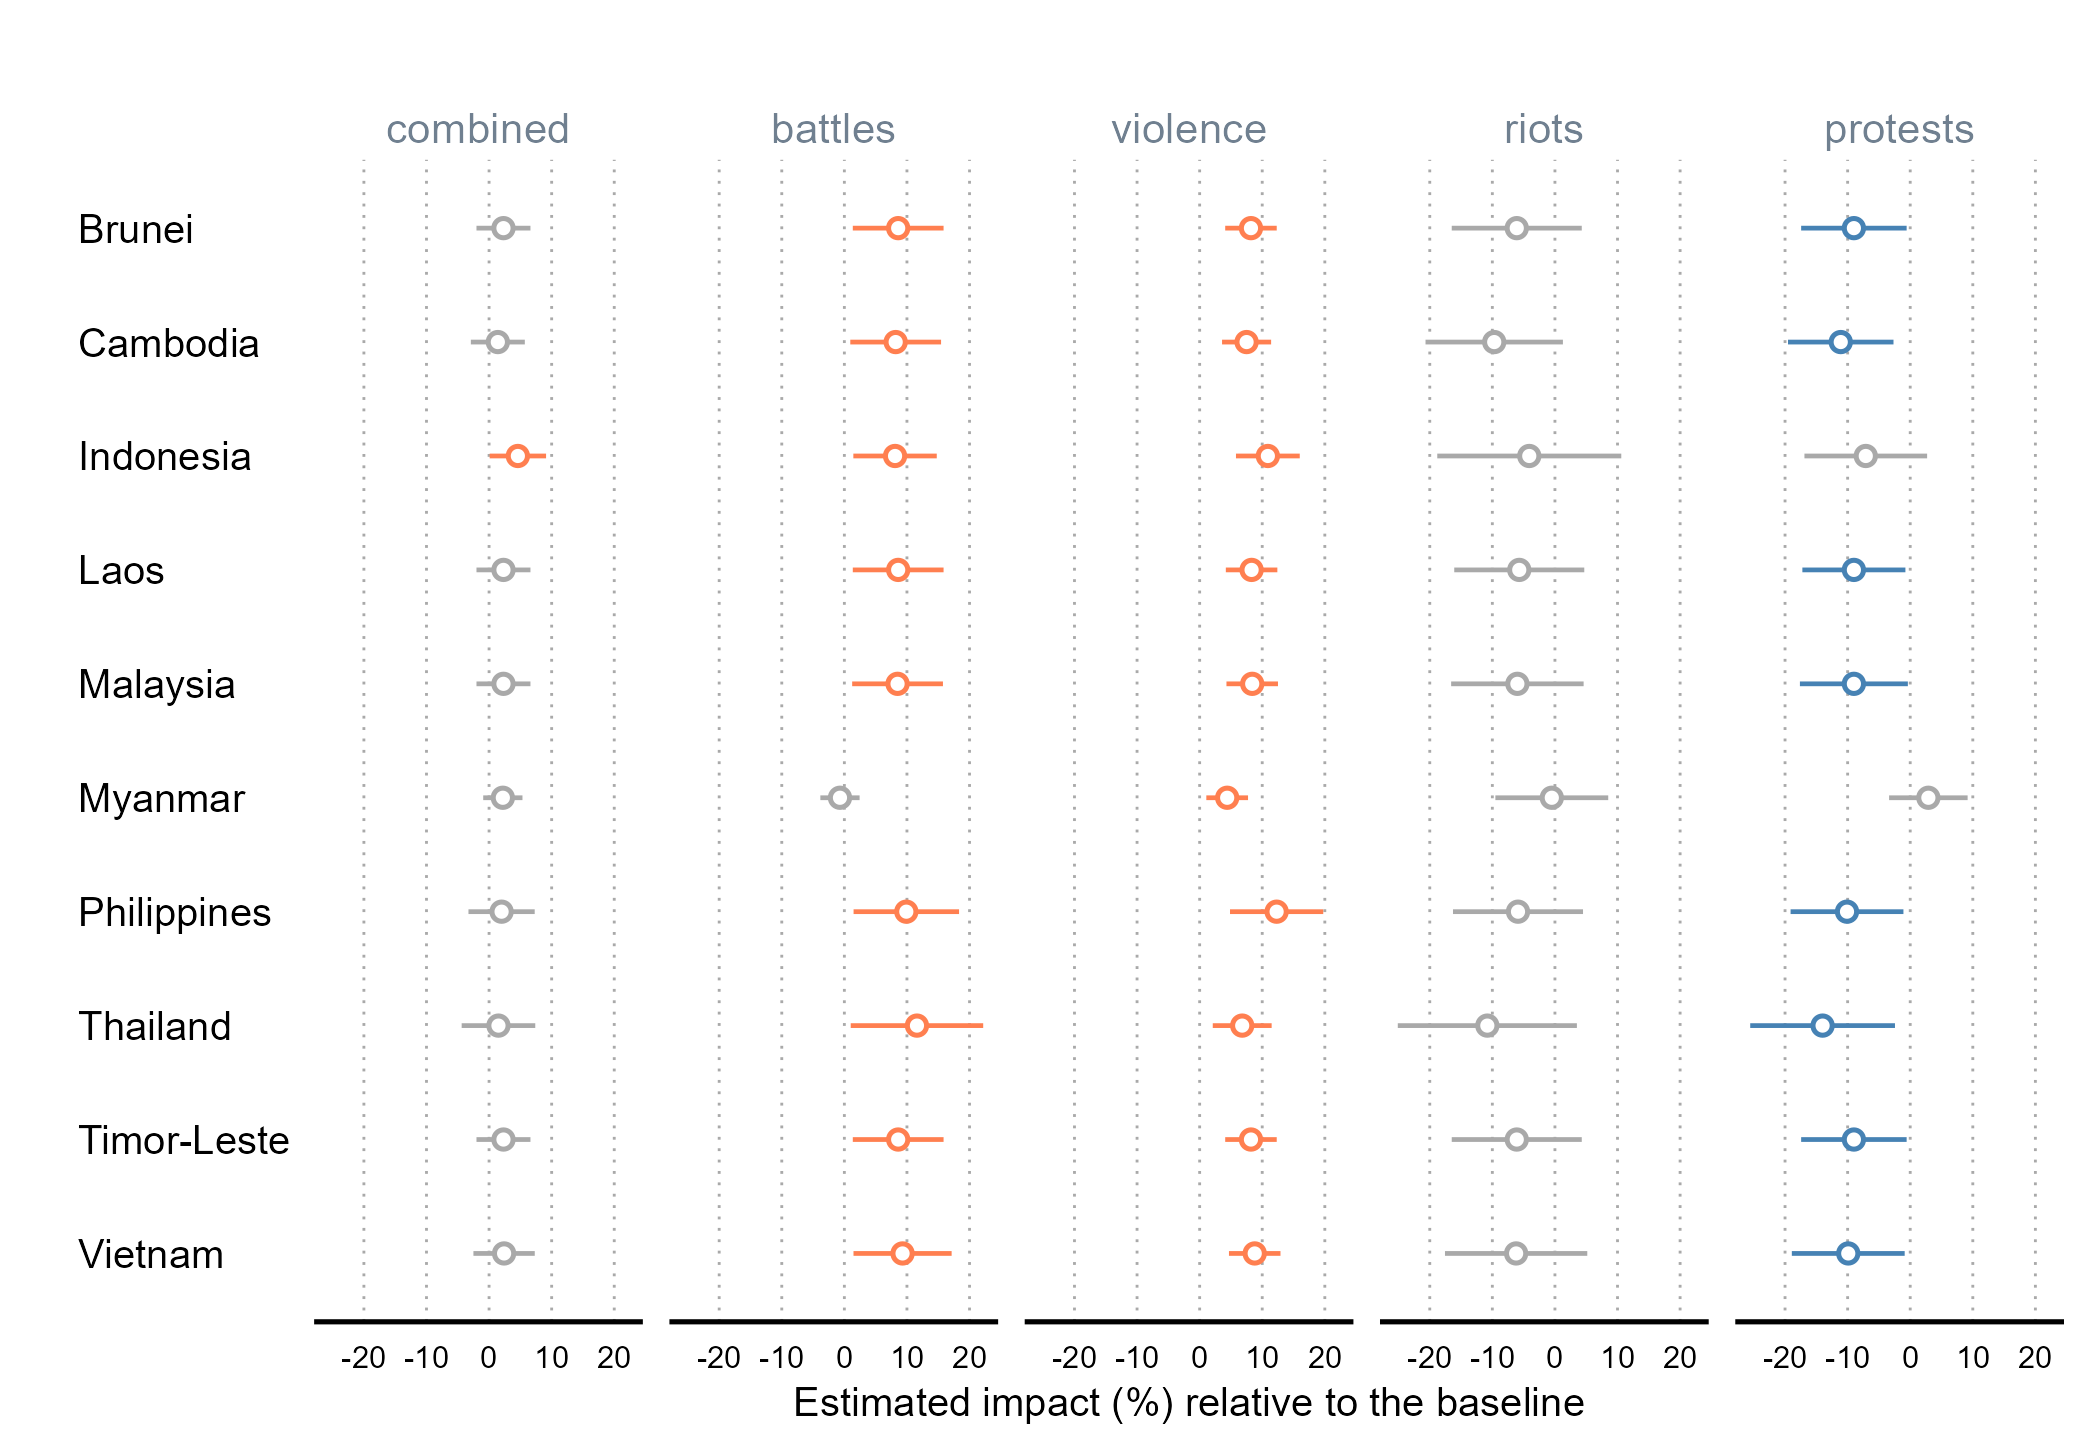 combined battles violence riots protests
Brunei
Cambodia
Indonesia
Laos
Malaysia
Myanmar
Philippines
Thailand
Timor-Leste
Vietnam
-20 -10 0 10 20 -20 -10 0 10 20 -20 -10 0 10 20 -20 -10 0 10 20 -20 -10 0 10 20
Estimated impact (%) relative to the baseline